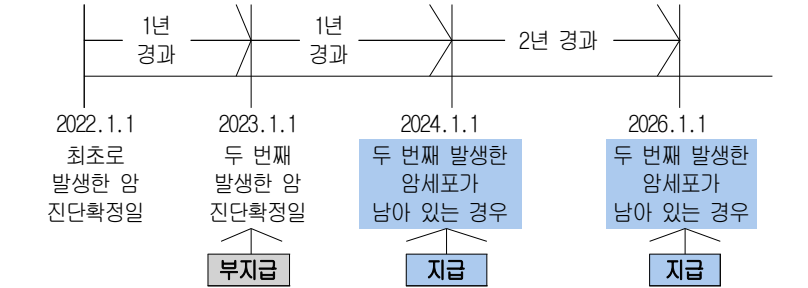 1년
경과
1년
경과
2년 경과
2022.1.1
최초로
발생한 암
진단확정일
2023.1.1
두 번째
발생한 암
진단확정일
부지급
2024.1.1
두 번째 발생한
암세포가
남아 있는 경우
지급
2026.1.1
두 번째 발생한
암세포가
남아 있는 경우
지급